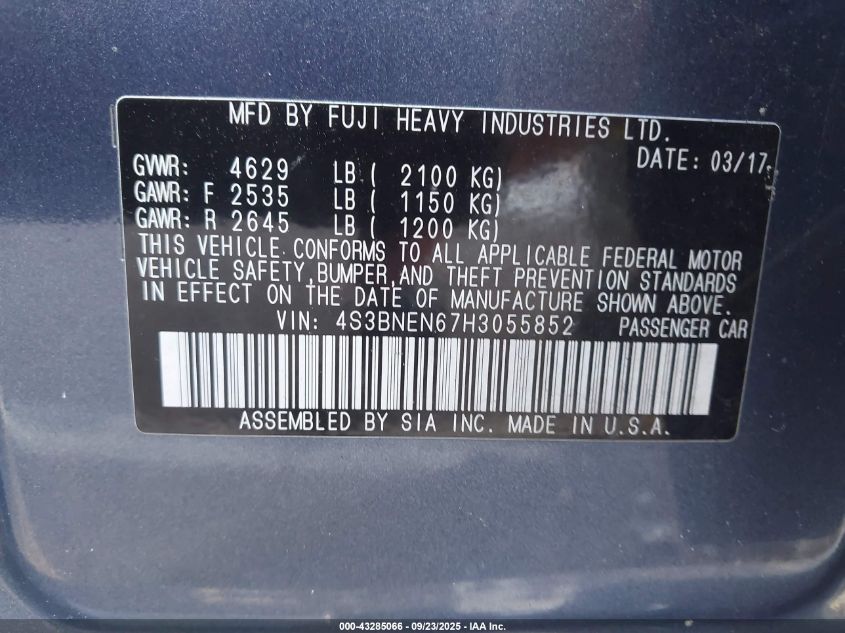 MFD BY FUJI HEAVY INDUSTRIES LTD.
DATE: 03/17
GVWR: 4629 LB ( 2100 KG)
GAWR: F 2535 LB ( 1150 KG)
GAWR: R 2645 LB ( 1200 KG)
THIS VEHICLE CONFORMS TO ALL APPLICABLE FEDERAL MOTOR
VEHICLE SAFETY, BUMPER, AND THEFT PREVENTION STANDARDS
IN EFFECT ON THE DATE OF MANUFACTURE SHOWN ABOVE.
VIN: 4S3BNEN67H3055852 PASSENGER CAR
ASSEMBLED BY SIA INC. MADE IN U.S.A.
000-43285066 - 09/23/2025 - IAA Inc.